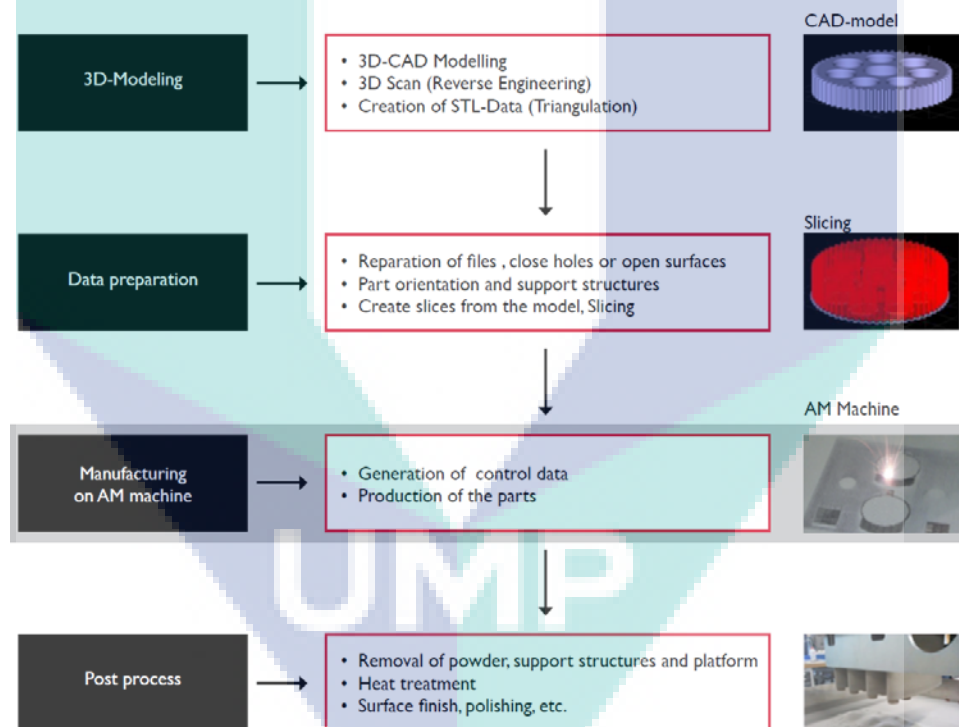 CAD-model
3D-Modeling
• 3D-CAD Modelling
• 3D Scan (Reverse Engineering)
• Creation of STL-Data (Triangulation)
Slicing
Data preparation
• Reparation of files , close holes or open surfaces
• Part orientation and support structures
• Create slices from the model, Slicing
AM Machine
Manufacturing
on AM machine
• Generation of control data
• Production of the parts
UMP
Post process
• Removal of powder, support structures and platform
• Heat treatment
• Surface finish, polishing, etc.